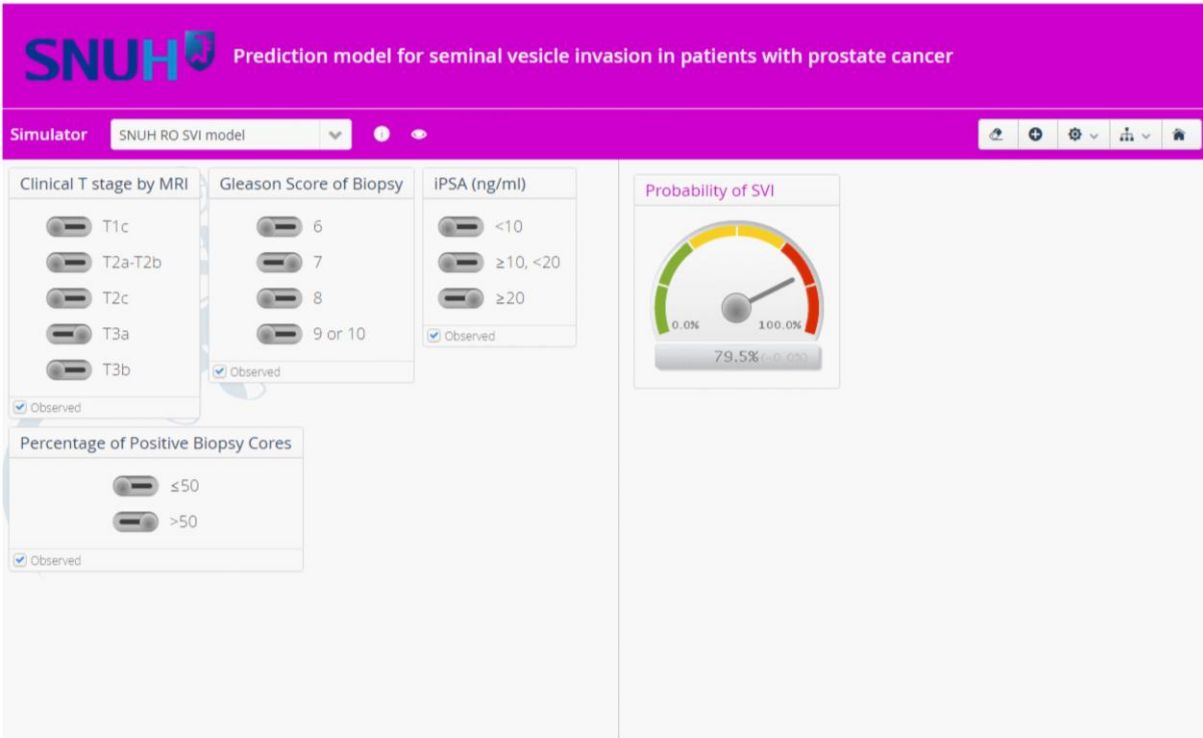 SNUH
Prediction model for seminal vesicle invasion in patients with prostate cancer
Simulator
SNUH RO SVI model
Clinical T stage by MRI
T1c
T2a-T2b
T2c
T3a
T3b
Observed
Gleason Score of Biopsy
6
7
8
9 or 10
Observed
iPSA (ng/ml)
<10
≥10, <20
≥20
Observed
Percentage of Positive Biopsy Cores
≤50
>50
Observed
Probability of SVI
0.0%
100.0%
79.5%